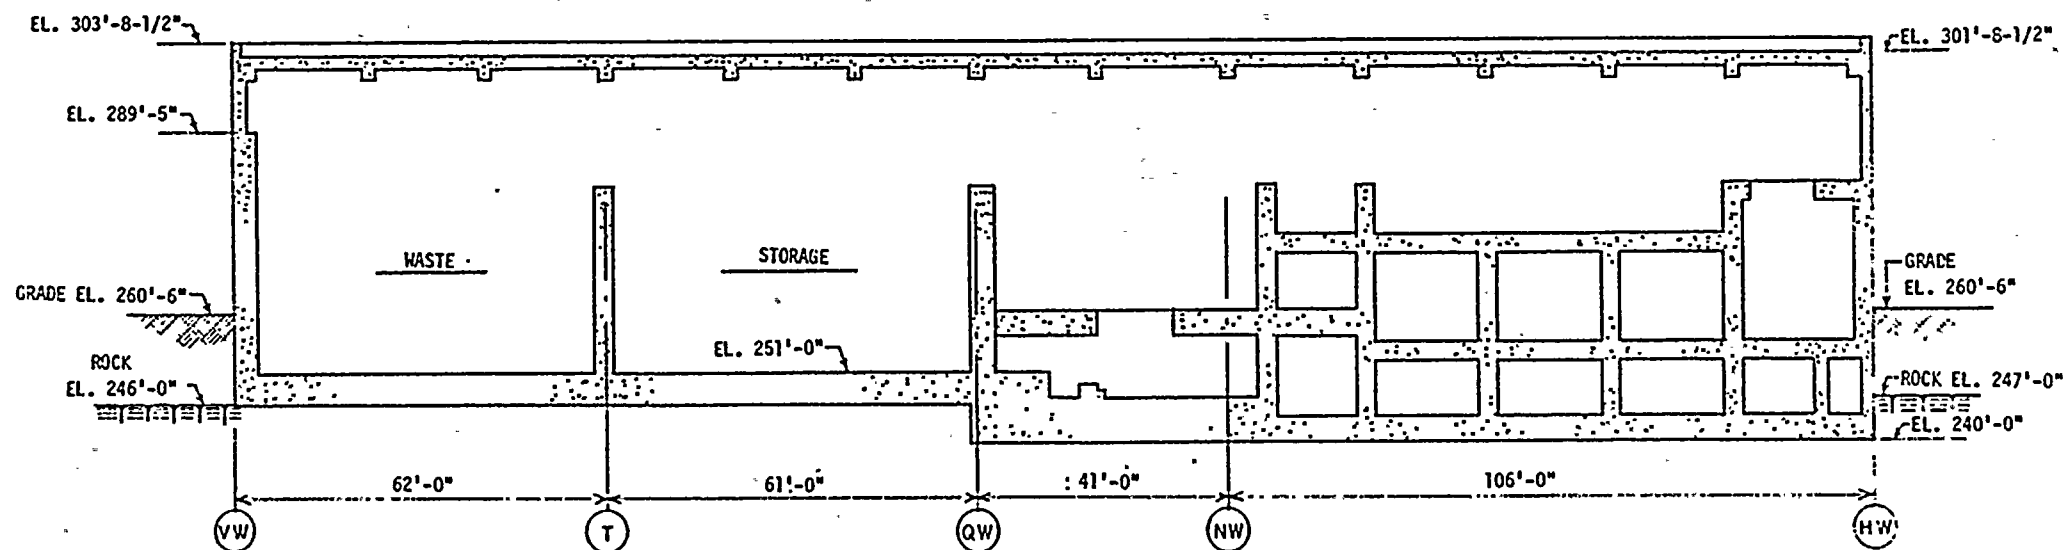 EL. 303'-8-1/2"
EL. 301'-8-1/2"
EL. 289'-5"
WASTE
STORAGE
GRADE EL. 260'-6"
GRADE
EL. 260'-6"
EL. 251'-0"
ROCK
EL. 246'-0"
ROCK EL. 247'-0"
EL. 240'-0"
62'-0"
61'-0"
41'-0"
106'-0"
VW
T
QW
NW
HW